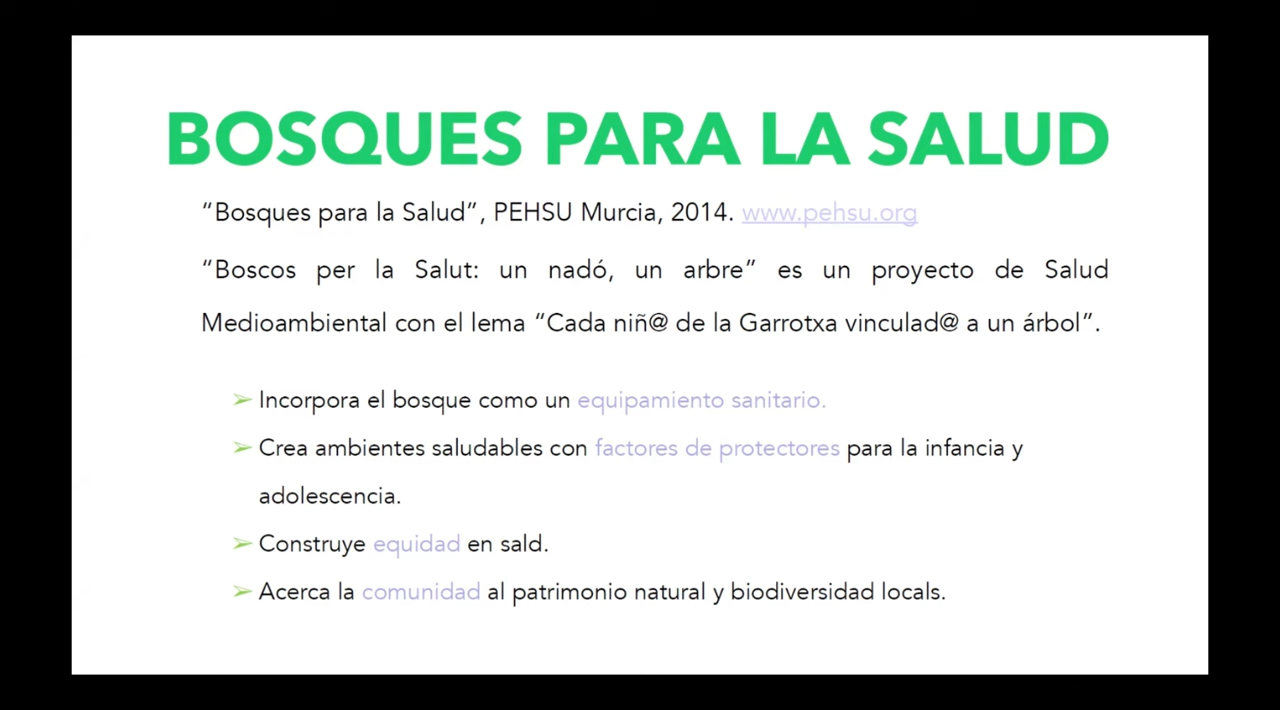 BOSQUES PARA LA SALUD
“Bosques para la Salud”, PEHSU Murcia, 2014. www.pehsu.org
“Boscos per la Salut: un nadó, un arbre” es un proyecto de Salud
Medioambiental con el lema “Cada niñ@ de la Garrotxa vinculad@ a un árbol”.
➢ Incorpora el bosque como un equipamiento sanitario.
➢ Crea ambientes saludables con factores de protectores para la infancia y
adolescencia.
➢ Construye equidad en sald.
➢ Acerca la comunidad al patrimonio natural y biodiversidad locals.